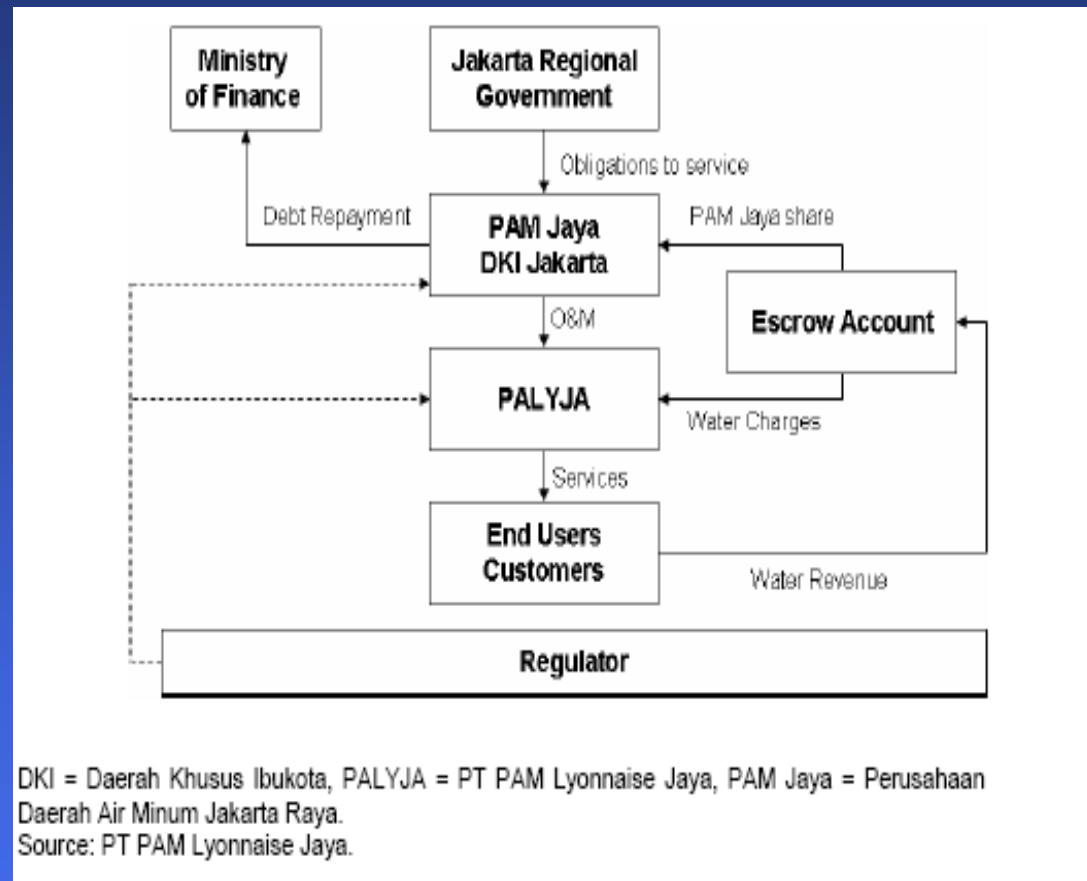 Ministry
of Finance
Jakarta Regional
Government
Obligations to service
Debt Repayment
PAM Jaya
DKI Jakarta
PAM Jaya share
Escrow Account
O&M
PALYJA
Water Charges
Services
End Users
Customers
Water Revenue
Regulator
DKI = Daerah Khusus Ibukota, PALYJA = PT PAM Lyonnaise Jaya, PAM Jaya = Perusahaan
Daerah Air Minum Jakarta Raya.
Source: PT PAM Lyonnaise Jaya.